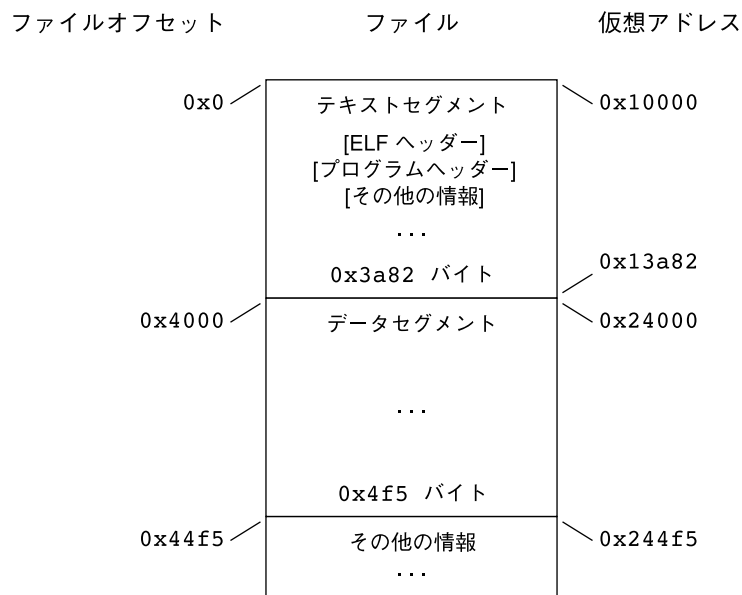 ファイルオフセット ファイル 仮想アドレス
0x0 テキストセグメント 0x10000
[ELF ヘッダー]
[プログラムヘッダー]
[その他の情報]
...
0x13a82
0x3a82 バイト
0x4000 データセグメント 0x24000
...
0x4f5 バイト
0x44f5 その他の情報 0x244f5
...